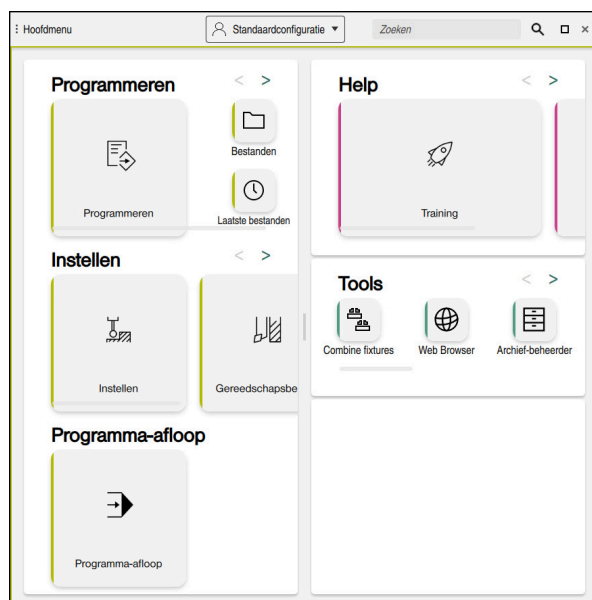 Hoofdmenu
Standaardconfiguratie
Zoeken
Programmeren
Programmeren
Bestanden
Laatste bestanden
Instellen
Instellen
Gereedschapsbe
Programma-afloop
Programma-afloop
Help
Training
Tools
Combine fixtures
Web Browser
Archief-beheerder